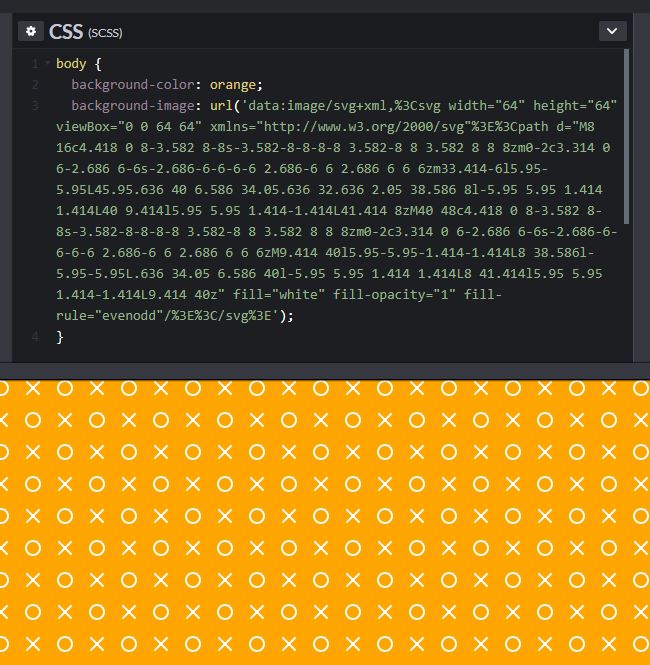 CSS (SCSS)
1 body {
2 background-color: orange;
3 background-image: url('data:image/svg+xml,%3Csvg width="64" height="64"
viewBox="0 0 64 64" xmlns="http://www.w3.org/2000/svg"%3E%3Cpath d="M8
16c4.418 0 8-3.582 8-8s-3.582-8-8-8-8 3.582-8 8 3.582 8 8 8zm0-2c3.314 0
6-2.686 6-6s-2.686-6-6-6-6 2.686-6 6 2.686 6 6 6zm33.414-6l5.95-
5.95L45.95.636 40 6.586 34.05.636 32.636 2.05 38.586 8l-5.95 5.95 1.414
1.414L40 9.414l5.95 5.95 1.414-1.414L41.414 8zM40 48c4.418 0 8-3.582 8-
8s-3.582-8-8-8-8 3.582-8 8 3.582 8 8 8zm0-2c3.314 0 6-2.686 6-6s-2.686-6-
6-6-6 2.686-6 6 2.686 6 6 6zM9.414 40l5.95-5.95-1.414-1.414L8 38.586l-
5.95-5.95L.636 34.05 6.586 40l-5.95 5.95 1.414 1.414L8 41.414l5.95 5.95
1.414-1.414L9.414 40z" fill="white" fill-opacity="1" fill-
rule="evenodd"/%3E%3C/svg%3E');
4 }